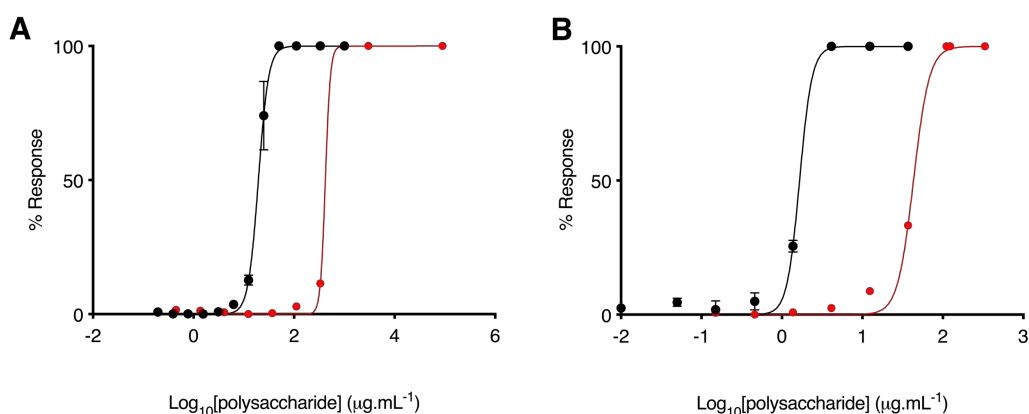 A
% Response
100
50
0
-2
0
2
4
6
Log10[polysaccharide] (μg.mL-1)
B
% Response
100
50
0
-2
-1
0
1
2
3
Log10[polysaccharide] (μg.mL-1)